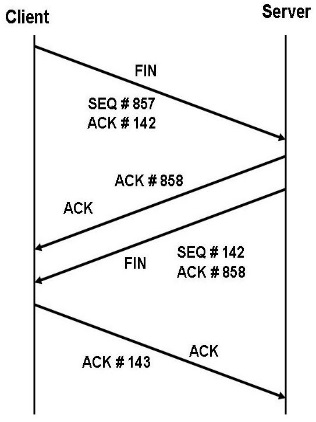 Client
Server
FIN
SEQ # 857
ACK # 142
ACK # 858
ACK
SEQ # 142
FIN
ACK # 858
ACK
ACK # 143